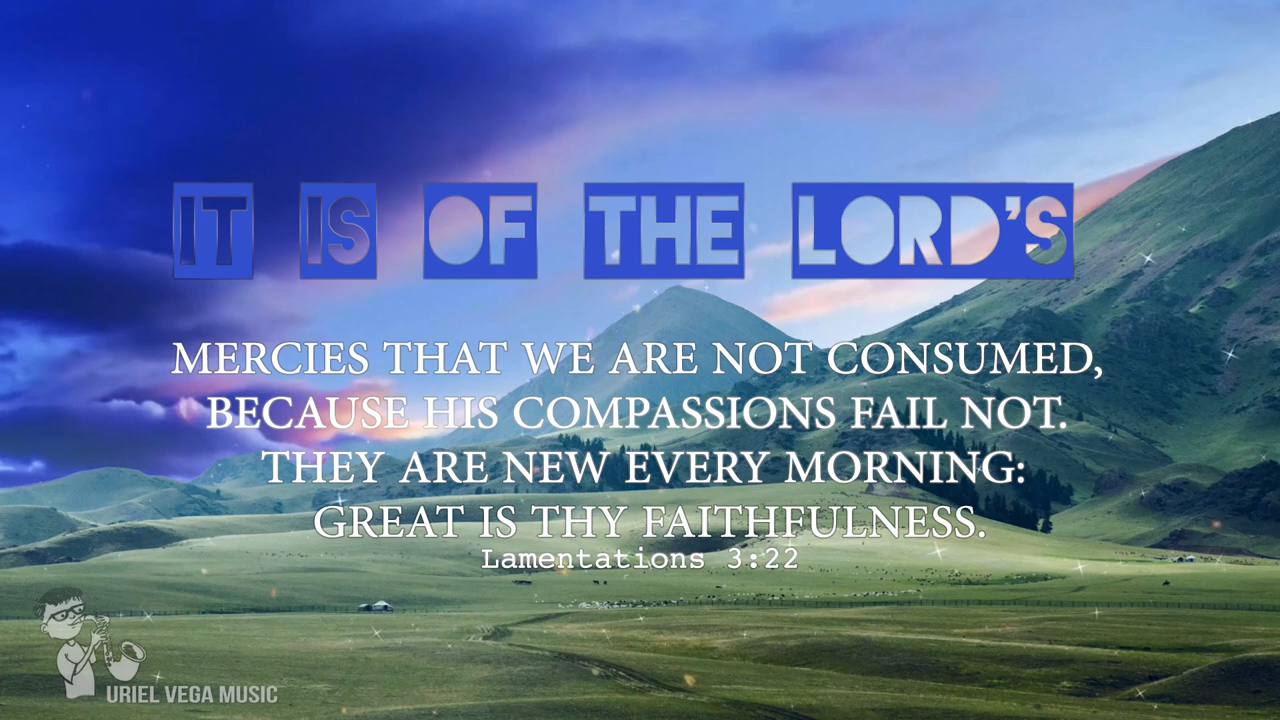 IT IS OF THE LORD'S
MERCIES THAT WE ARE NOT CONSUMED,
BECAUSE HIS COMPASSIONS FAIL NOT.
THEY ARE NEW EVERY MORNING:
GREAT IS THY FAITHFULNESS.
Lamentations 3:22
URIEL VEGA MUSIC